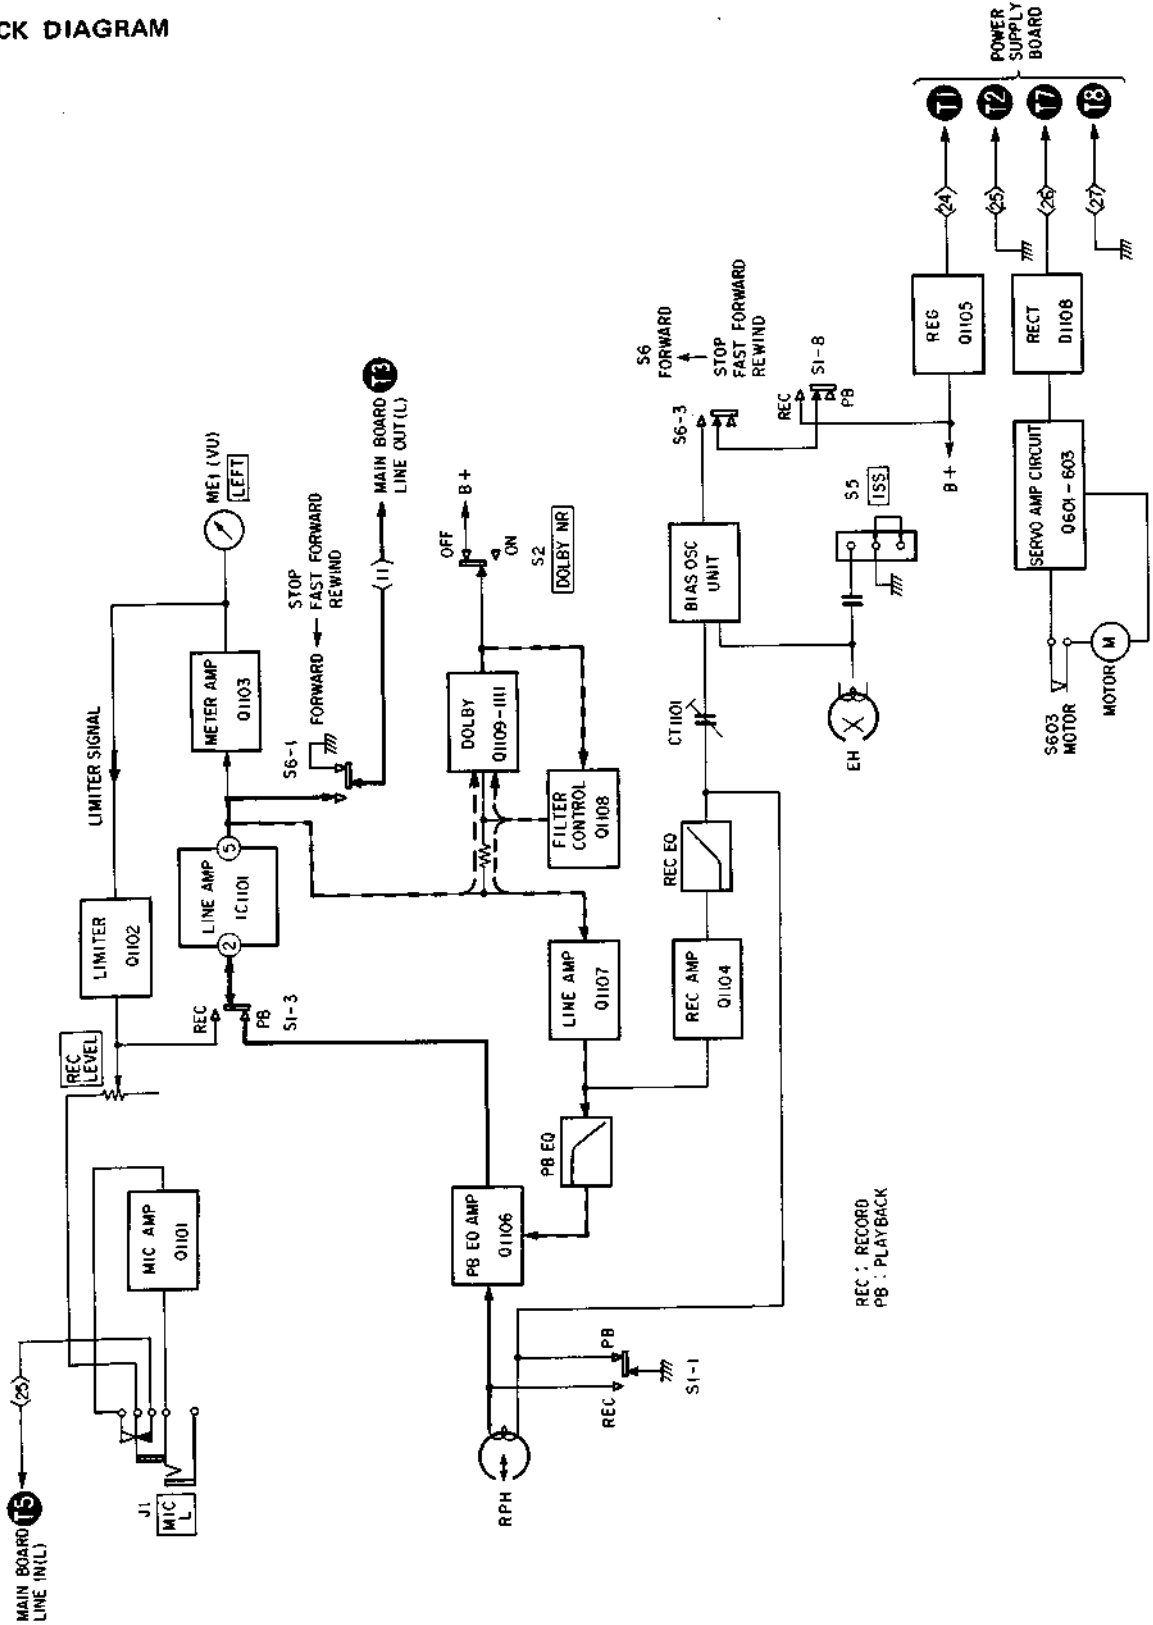 CK DIAGRAM
MAIN BOARD
LINE IN(L)
T5
(25)
J1
MIC
L
MIC AMP
Q1101
REC
LEVEL
LIMITER
Q1102
LIMITER SIGNAL
REC
PB
S1-3
2
LINE AMP
IC1101
5
METER AMP
Q1103
ME1 (VU)
LEFT
S6-1
FORWARD
STOP
FAST FORWARD
REWIND
(11)
MAIN BOARD
LINE OUT(L)
T3
RPH
REC
PB
S1-1
PB EQ AMP
Q1106
PB EQ
LINE AMP
Q1107
FILTER
CONTROL
Q1108
DOLBY
Q1109-1111
OFF
ON
B+
S2
DOLBY NR
REC AMP
Q1104
REC EQ
CT1101
BIAS OSC
UNIT
S6-3
S6
FORWARD
STOP
FAST FORWARD
REWIND
REC
PB
S1-8
EH
S5
ISS
B+
REG
Q1105
RECT
D1108
SERVO AMP CIRCUIT
Q601-603
S603
MOTOR
MOTOR
M
(24)
(25)
(26)
(27)
T1
T2
T7
T8
POWER
SUPPLY
BOARD
REC : RECORD
PB : PLAYBACK